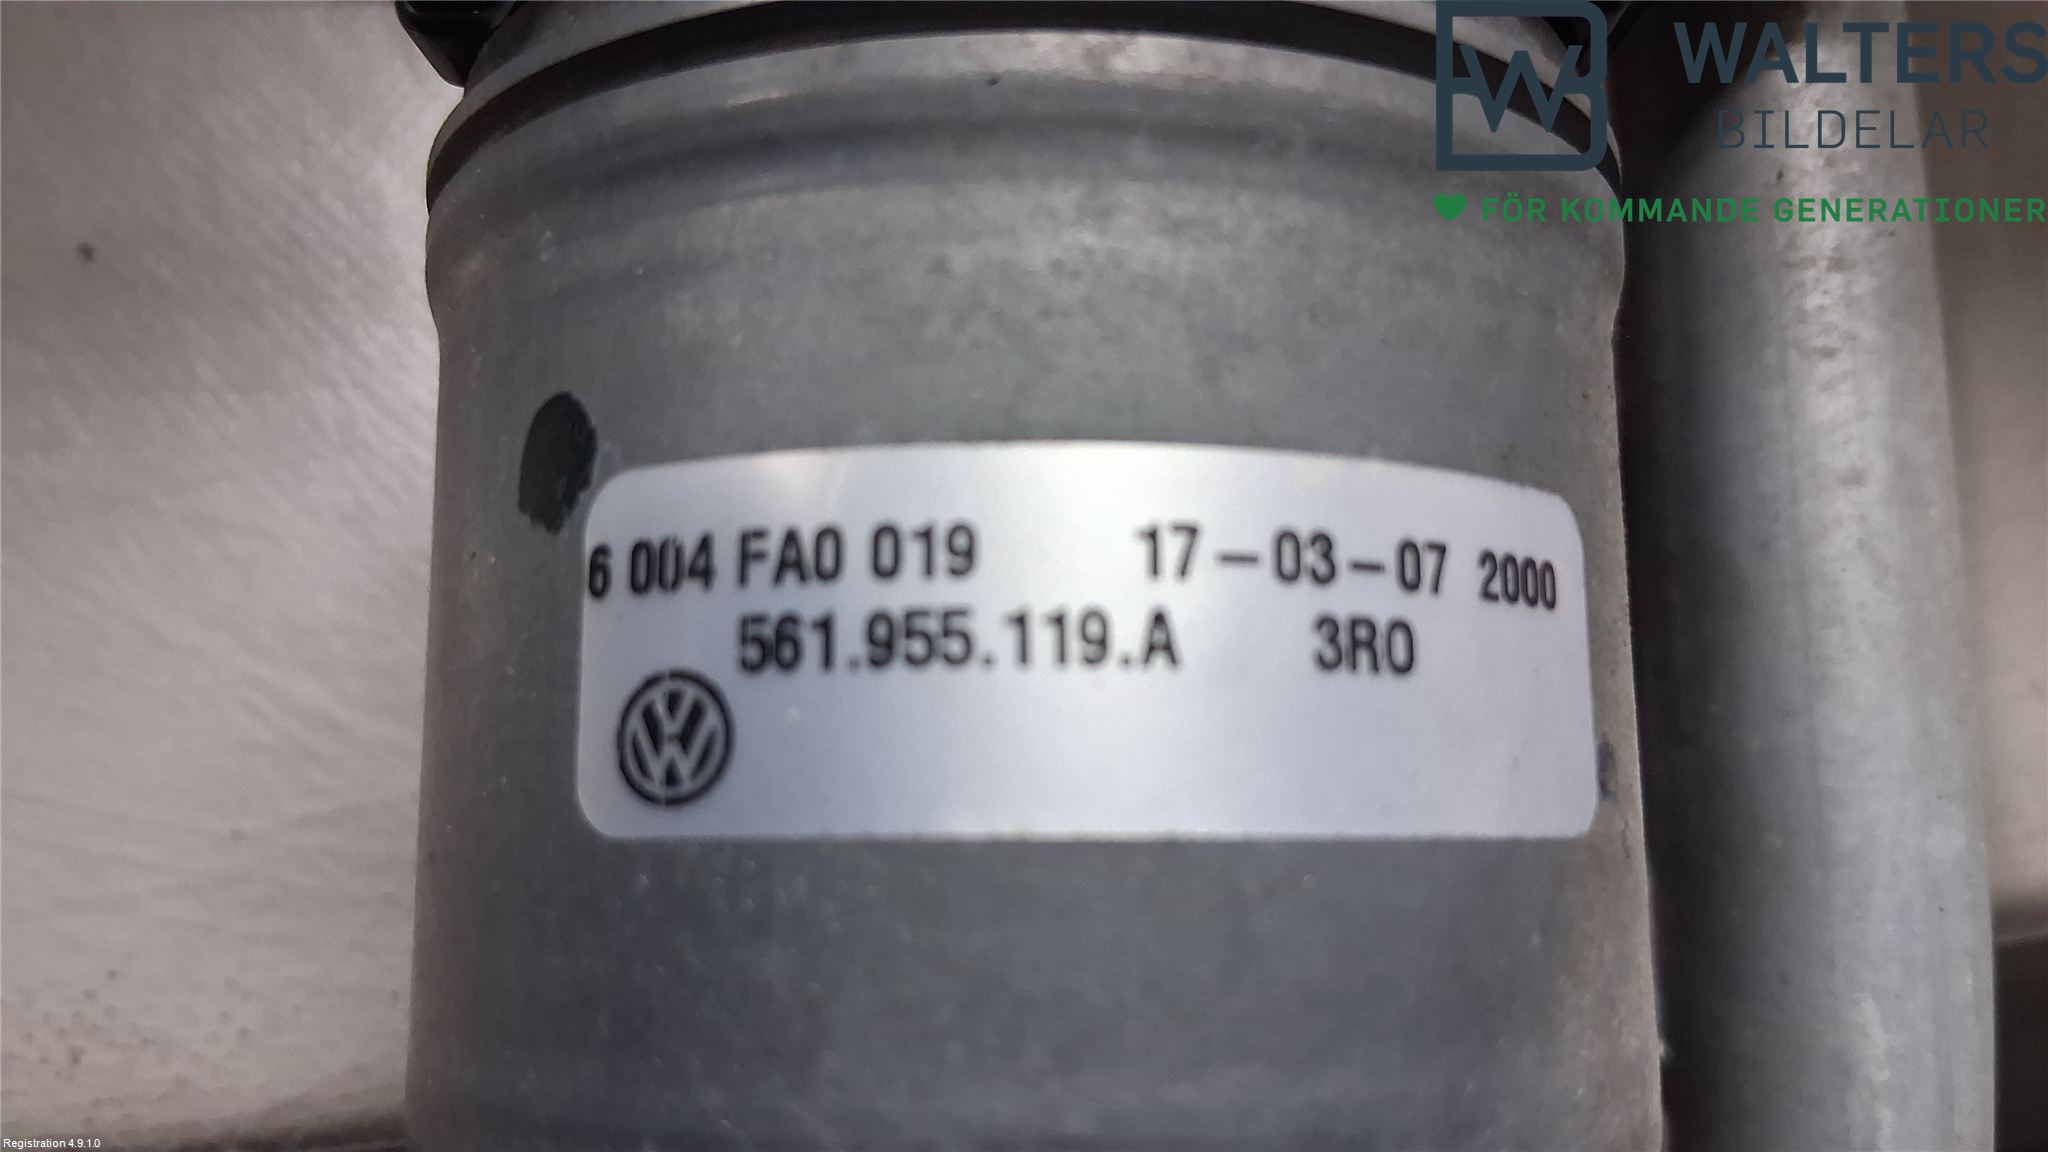 WALTERS
BILDELAR
FÖR KOMMANDE GENERATIONER
6 004 FA0 019 17-03-07 2000
561.955.119.A 3R0
Registration 4.9.1.0